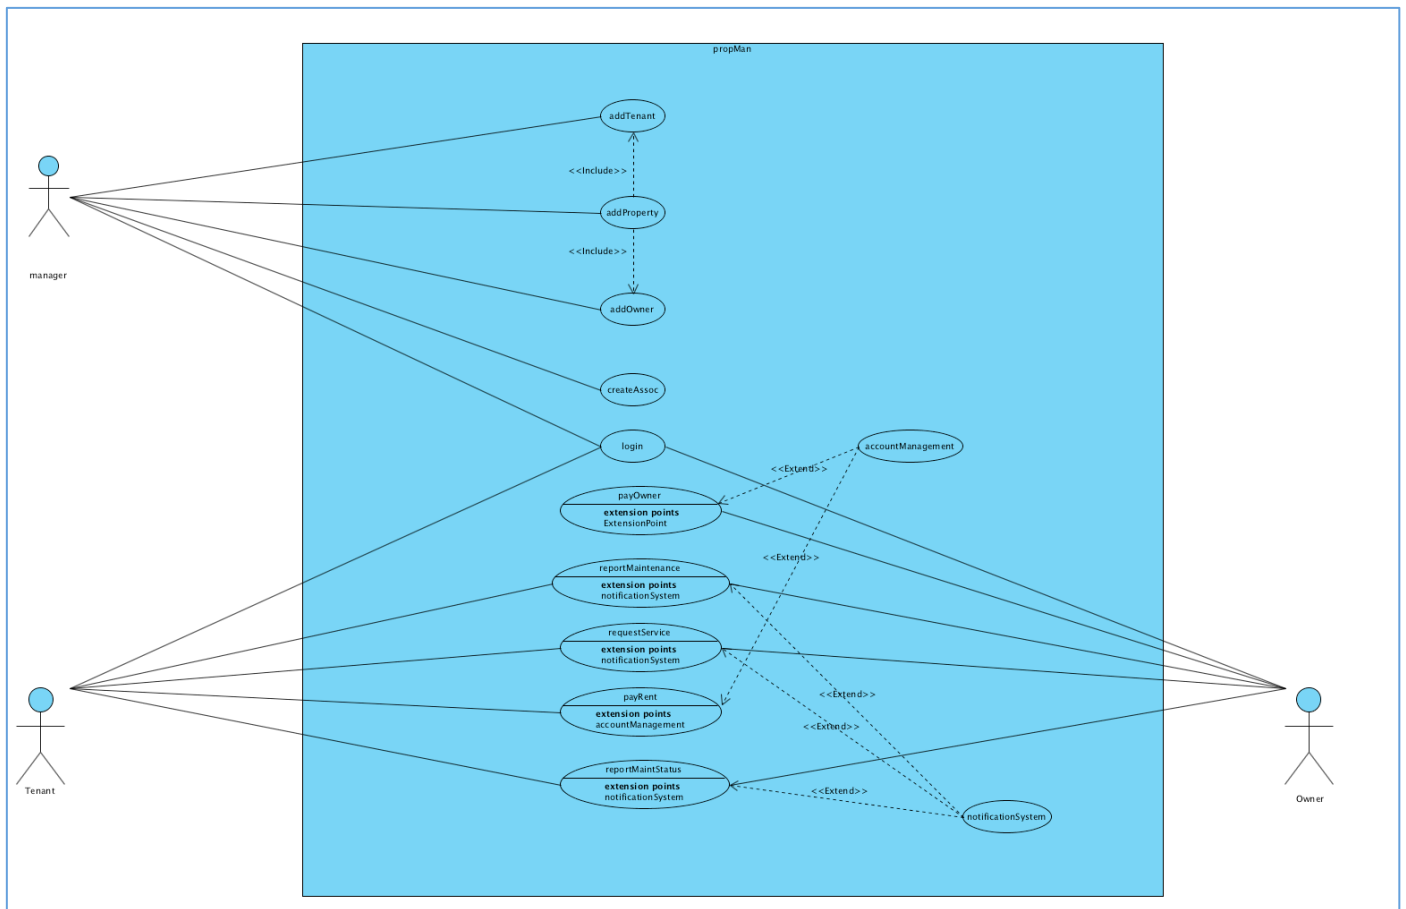 propMan
addTenant
<<Include>>
addProperty
<<Include>>
manager
addOwner
createAssoc
login
accountManagement
<<Extend>>
payOwner
extension points
ExtensionPoint
<<Extend>>
reportMaintenance
extension points
notificationSystem
requestService
extension points
notificationSystem
<<Extend>>
payRent
extension points
accountManagement
<<Extend>>
reportMaintStatus
extension points
notificationSystem
<<Extend>>
Tenant
Owner
notificationSystem